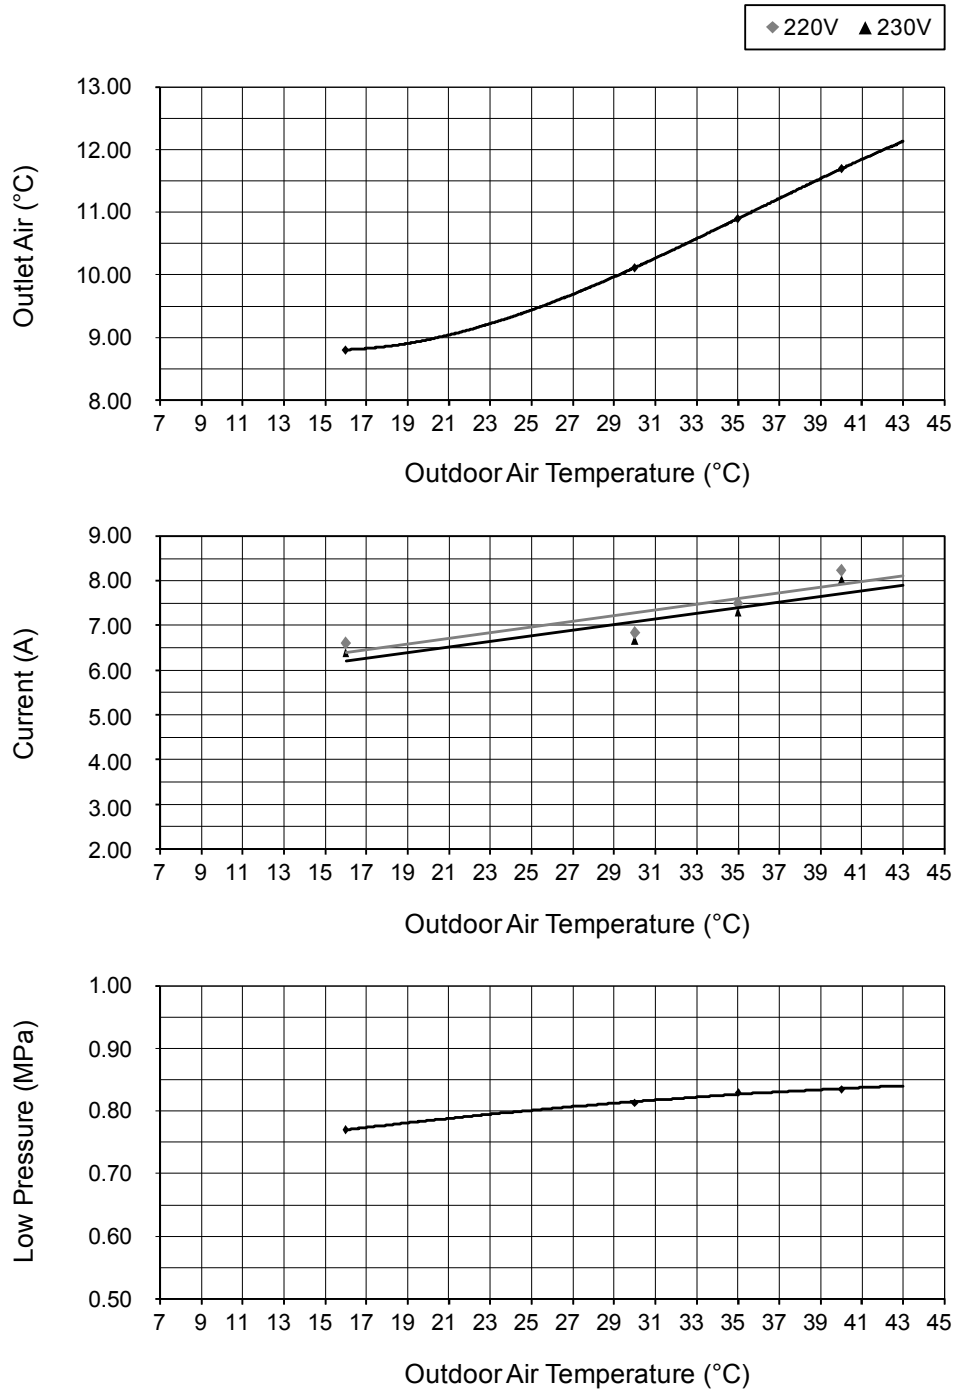 220V 230V
13.00
12.00
11.00
10.00
9.00
8.00
Outlet Air (°C)
7 9 11 13 15 17 19 21 23 25 27 29 31 33 35 37 39 41 43 45
Outdoor Air Temperature (°C)
9.00
8.00
7.00
6.00
5.00
4.00
3.00
2.00
Current (A)
7 9 11 13 15 17 19 21 23 25 27 29 31 33 35 37 39 41 43 45
Outdoor Air Temperature (°C)
1.00
0.90
0.80
0.70
0.60
0.50
Low Pressure (MPa)
7 9 11 13 15 17 19 21 23 25 27 29 31 33 35 37 39 41 43 45
Outdoor Air Temperature (°C)